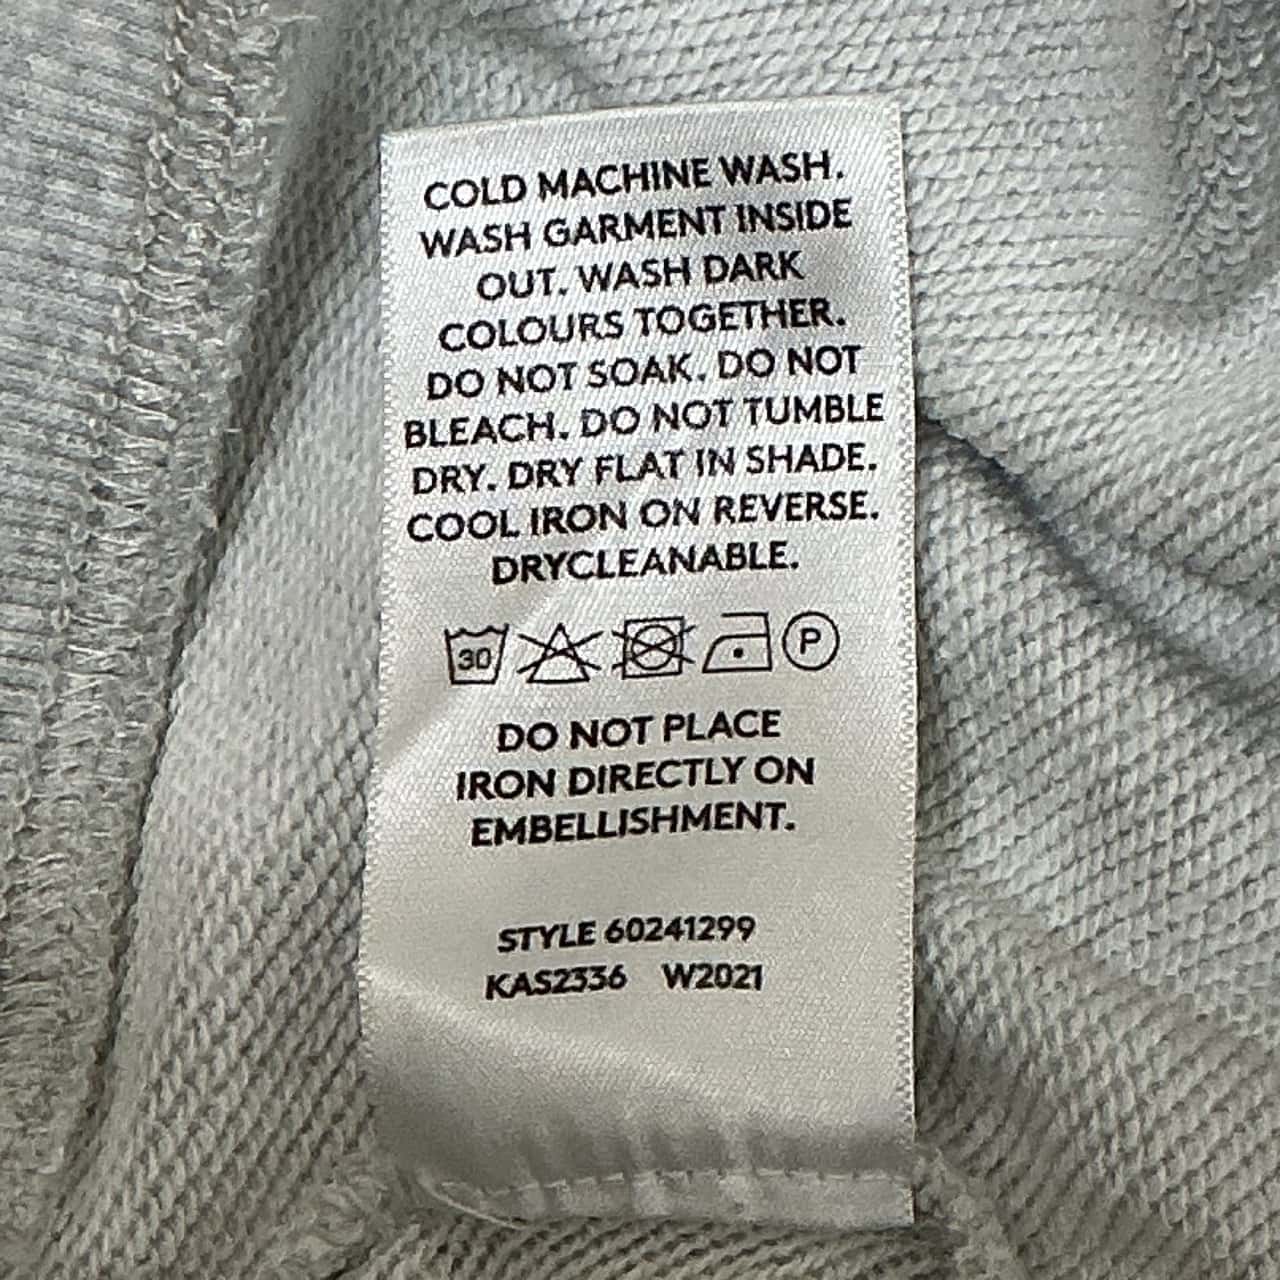 COLD MACHINE WASH.
WASH GARMENT INSIDE
OUT. WASH DARK
COLOURS TOGETHER.
DO NOT SOAK. DO NOT
BLEACH. DO NOT TUMBLE
DRY. DRY FLAT IN SHADE.
COOL IRON ON REVERSE.
DRYCLEANABLE.
30 P
DO NOT PLACE
IRON DIRECTLY ON
EMBELLISHMENT.
STYLE 60241299
KAS2336 W2021